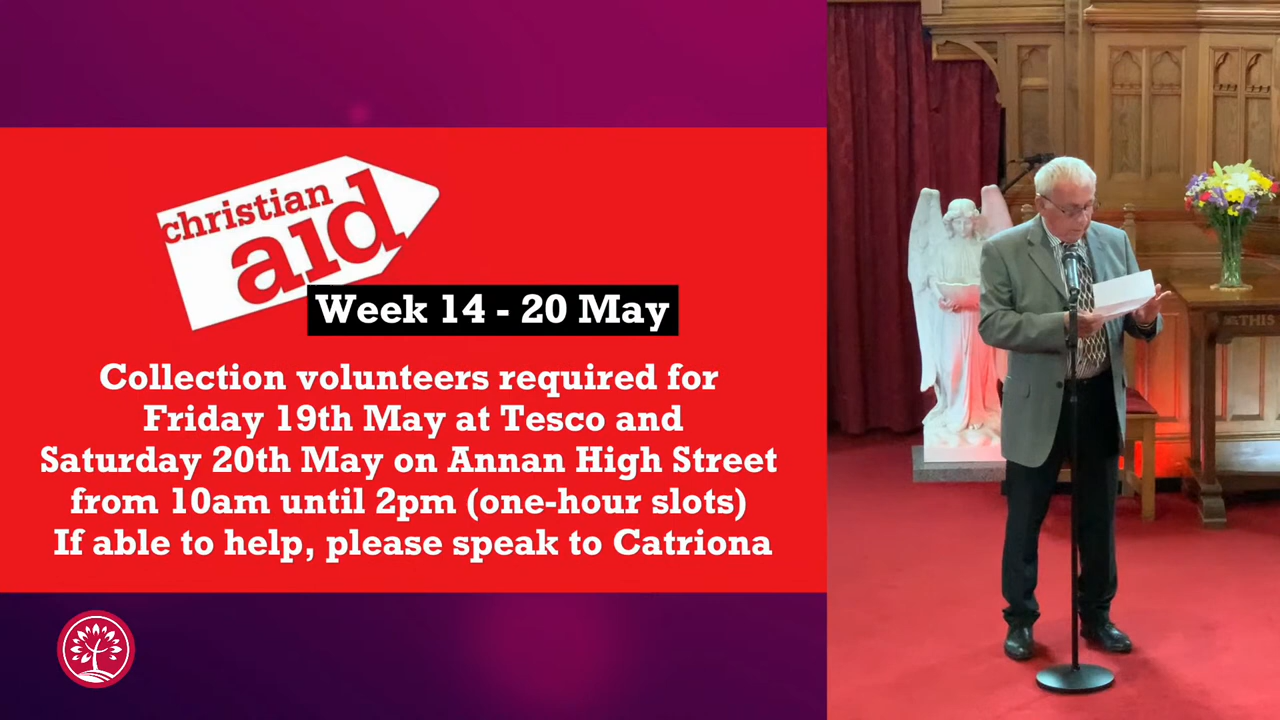 christian
aid
Week 14 - 20 May
Collection volunteers required for
Friday 19th May at Tesco and
Saturday 20th May on Annan High Street
from 10am until 2pm (one-hour slots)
If able to help, please speak to Catriona
THIS